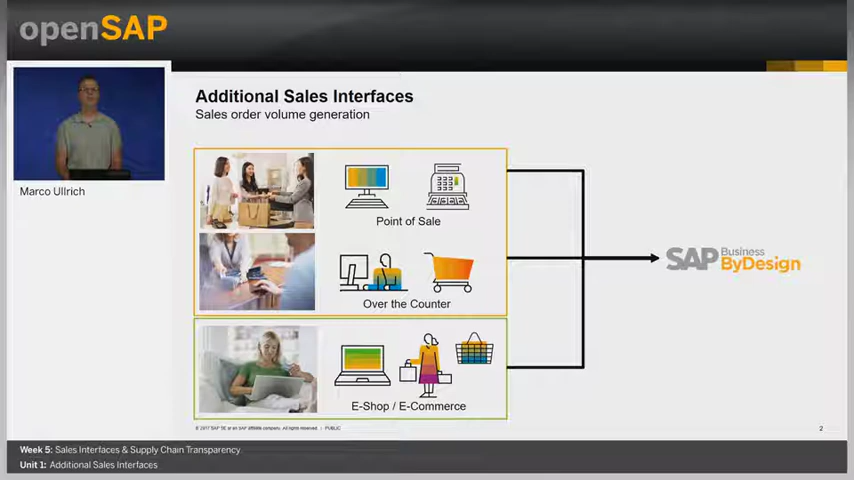 openSAP
Marco Ullrich
Additional Sales Interfaces
Sales order volume generation
Point of Sale
Over the Counter
E-Shop / E-Commerce
SAP Business ByDesign
© 2017 SAP SE or an SAP affiliate company. All rights reserved. | PUBLIC
2
Week 5: Sales Interfaces & Supply Chain Transparency
Unit 1: Additional Sales Interfaces